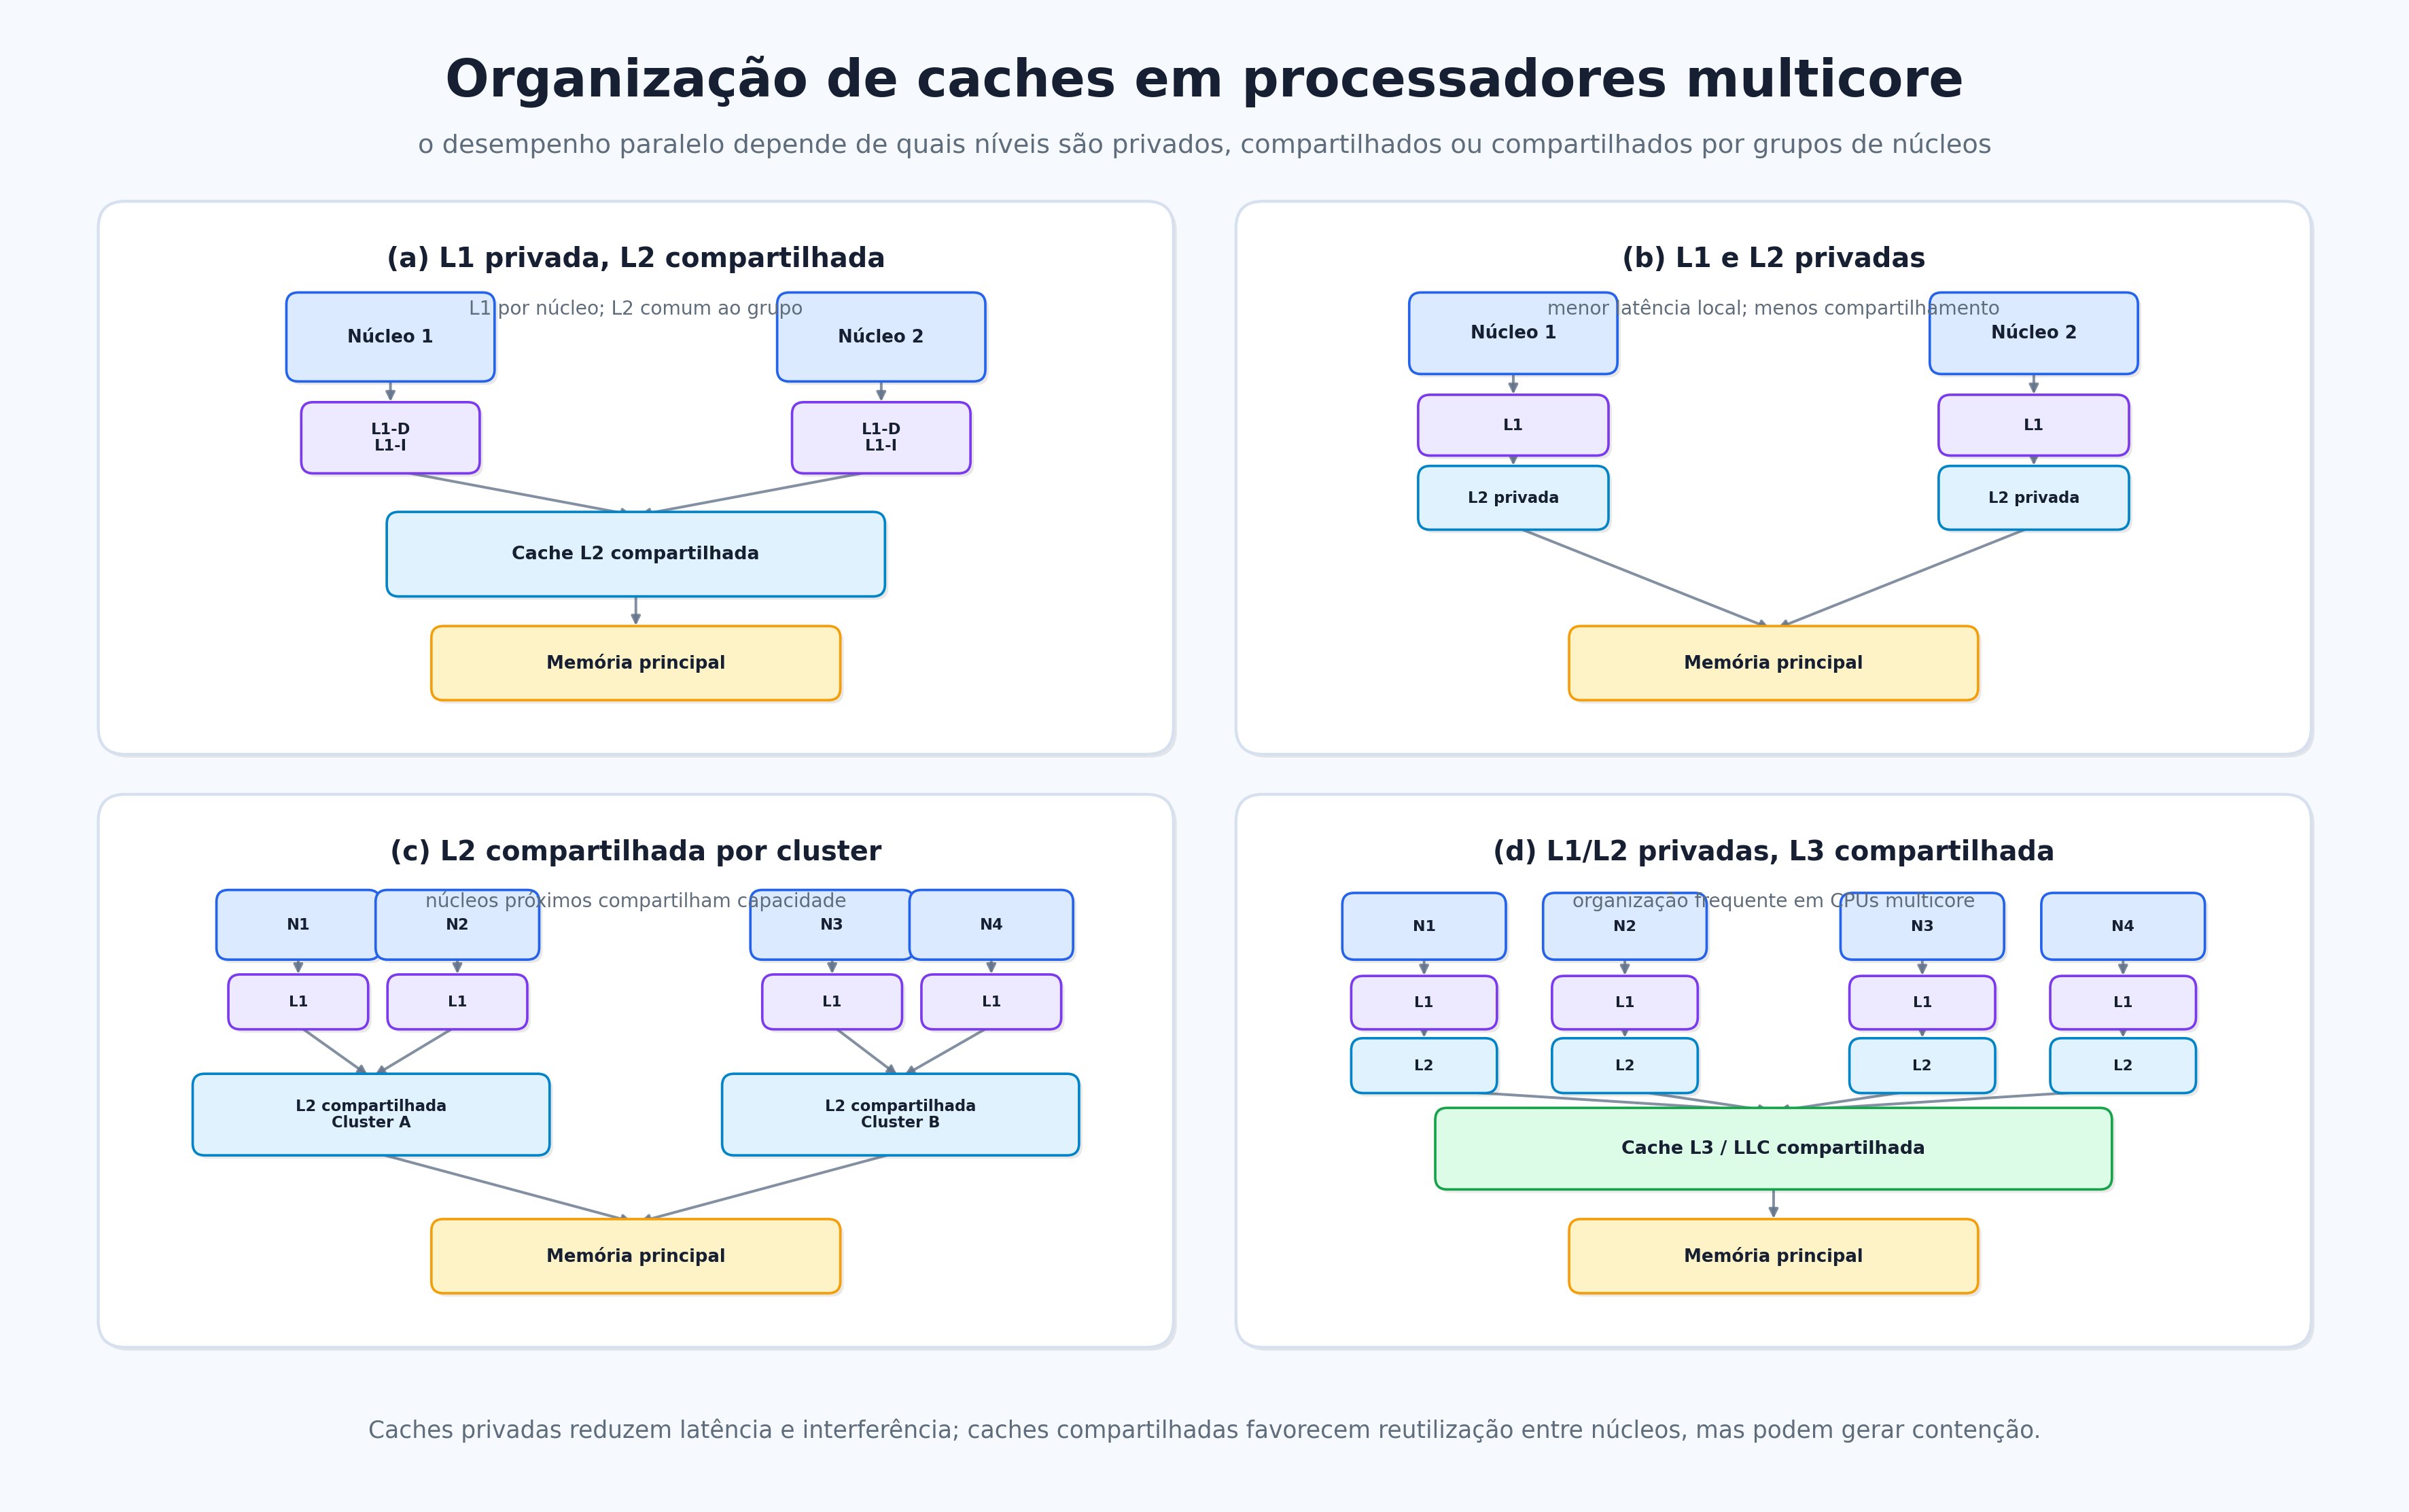 Organização de caches em processadores multicore
o desempenho paralelo depende de quais níveis são privados, compartilhados ou compartilhados por grupos de núcleos
(a) L1 privada, L2 compartilhada
L1 por núcleo; L2 comum ao grupo
Núcleo 1
Núcleo 2
L1-D
L1-I
L1-D
L1-I
Cache L2 compartilhada
Memória principal
(b) L1 e L2 privadas
menor latência local; menos compartilhamento
Núcleo 1
Núcleo 2
L1
L1
L2 privada
L2 privada
Memória principal
(c) L2 compartilhada por cluster
núcleos próximos compartilham capacidade
N1
N2
N3
N4
L1
L1
L1
L1
L2 compartilhada
Cluster A
L2 compartilhada
Cluster B
Memória principal
(d) L1/L2 privadas, L3 compartilhada
organização frequente em CPUs multicore
N1
N2
N3
N4
L1
L1
L1
L1
L2
L2
L2
L2
Cache L3 / LLC compartilhada
Memória principal
Caches privadas reduzem latência e interferência; caches compartilhadas favorecem reutilização entre núcleos, mas podem gerar contenção.